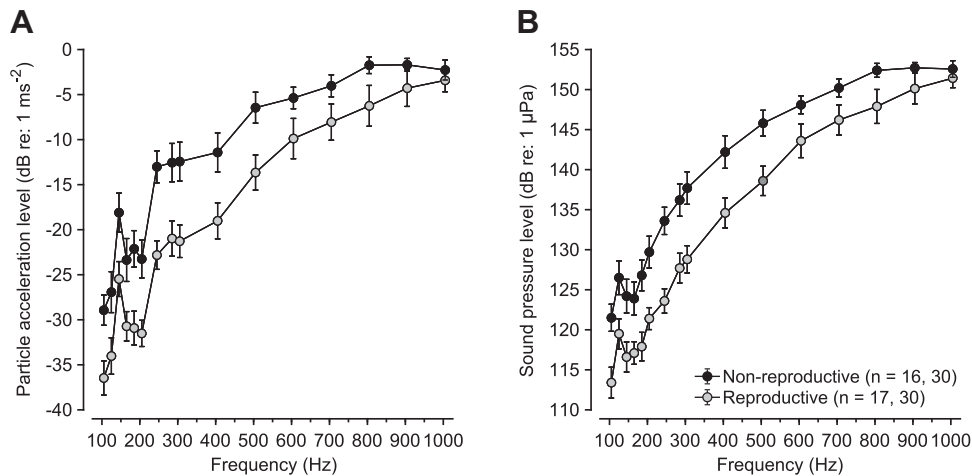 A
Particle acceleration level (dB re: 1 ms-2)
0
-5
-10
-15
-20
-25
-30
-35
-40
100 200 300 400 500 600 700 800 900 1000
Frequency (Hz)
B
Sound pressure level (dB re: 1 µPa)
155
150
145
140
135
130
125
120
115
110
Non-reproductive (n = 16, 30)
Reproductive (n = 17, 30)
100 200 300 400 500 600 700 800 900 1000
Frequency (Hz)